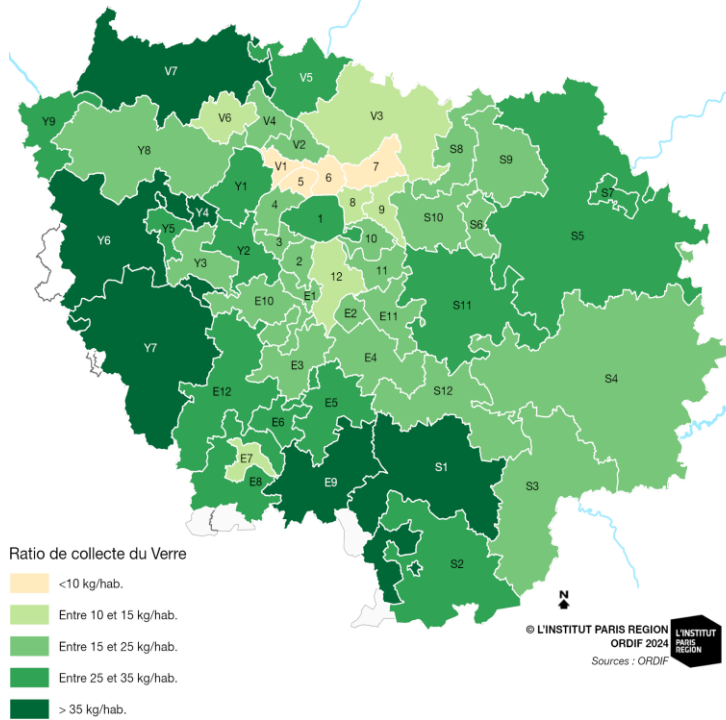 V7
V5
Y9
V6
V4
V3
V2
Y8
S8
S9
V1
6
7
5
Y1
S7
8
9
4
Y4
1
S10
S6
Y5
10
S5
Y6
Y2
3
Y3
2
12
11
S11
E10
E1
E2
E11
Y7
E4
E3
S4
E12
S12
E5
E6
E7
S1
E9
E8
S3
S2
Ratio de collecte du Verre
<10 kg/hab.
Entre 10 et 15 kg/hab.
Entre 15 et 25 kg/hab.
Entre 25 et 35 kg/hab.
> 35 kg/hab.
N
© L'INSTITUT PARIS REGION
ORDIF 2024
Sources : ORDIF
L'INSTITUT
PARIS
REGION